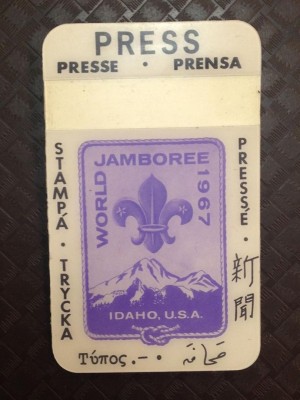 PRESS
PRESSE · PRENSA
STAMPA · TRYCKA
WORLD JAMBOREE 1967
IDAHO, U.S.A.
PRESSE · 新聞
Τύπος .–. صحافة